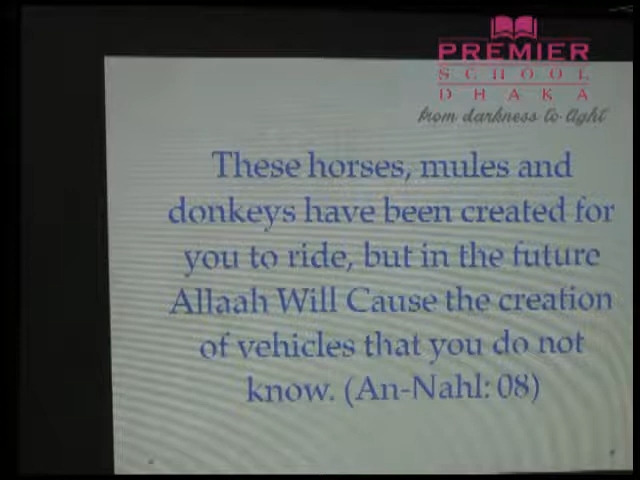 PREMIER
SCHOOL
DHAKA
from darkness to light
These horses, mules and
donkeys have been created for
you to ride, but in the future
Allaah Will Cause the creation
of vehicles that you do not
know. (An-Nahl: 08)